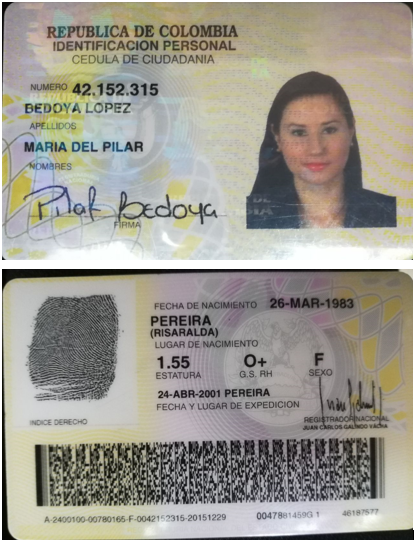 REPUBLICA DE COLOMBIA
IDENTIFICACION PERSONAL
CEDULA DE CIUDADANIA
NUMERO 42.152.315
BEDOYA LOPEZ
APELLIDOS
MARIA DEL PILAR
NOMBRES
Pilar Bedoya
FIRMA
FECHA DE NACIMIENTO 26-MAR-1983
PEREIRA
(RISARALDA)
LUGAR DE NACIMIENTO
1.55 O+ F
ESTATURA G.S. RH SEXO
24-ABR-2001 PEREIRA
FECHA Y LUGAR DE EXPEDICION
INDICE DERECHO
REGISTRADOR NACIONAL
JUAN CARLOS GALINDO VACHA
A-2400100-00780165-F-0042152315-20151229 0047881459G 1 46187577